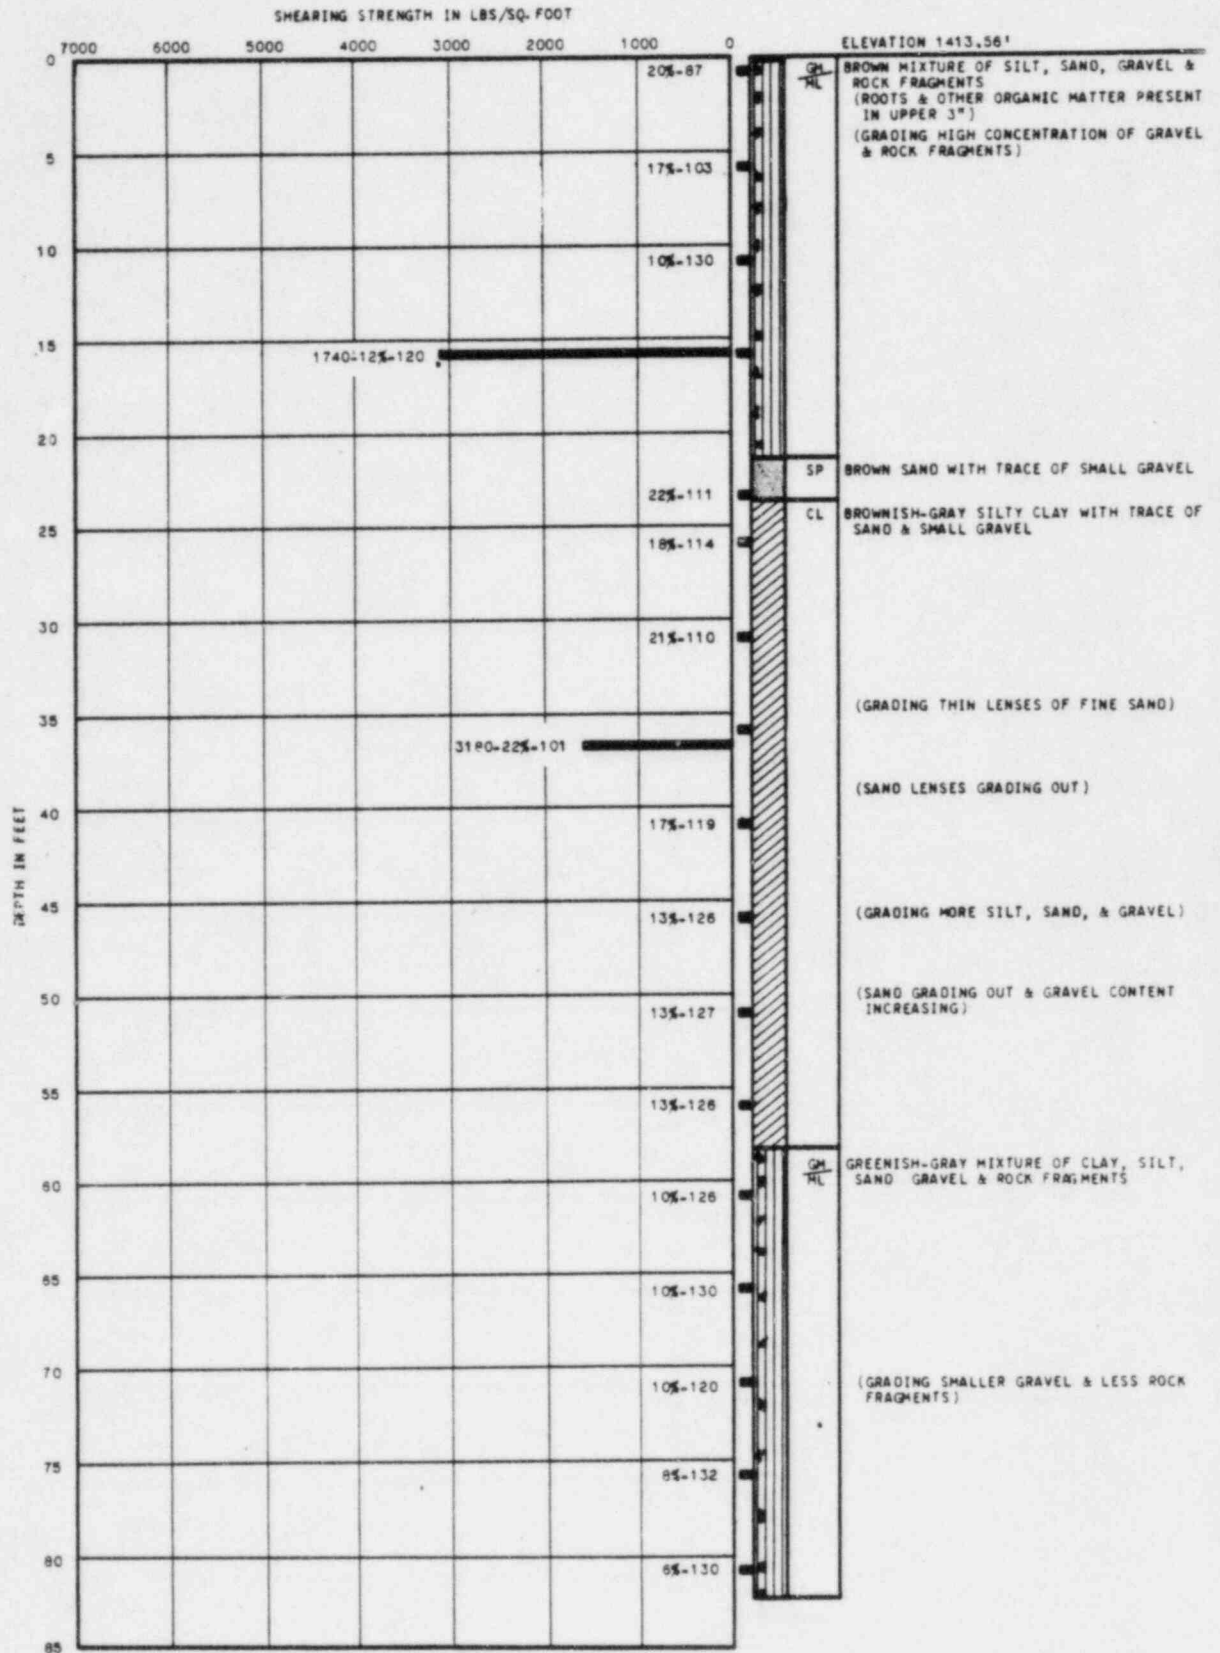 SHEARING STRENGTH IN LBS/SQ. FOOT
7000 6000 5000 4000 3000 2000 1000 0
ELEVATION 1413.56'
0
20%-87
GM
ML
BROWN MIXTURE OF SILT, SAND, GRAVEL &
ROCK FRAGMENTS
(ROOTS & OTHER ORGANIC MATTER PRESENT
IN UPPER 3")
(GRADING HIGH CONCENTRATION OF GRAVEL
& ROCK FRAGMENTS)
5
17%-103
10
10%-130
15
1740-12%-120
20
SP BROWN SAND WITH TRACE OF SMALL GRAVEL
22%-111
CL BROWNISH-GRAY SILTY CLAY WITH TRACE OF
SAND & SMALL GRAVEL
25
18%-114
30
21%-110
(GRADING THIN LENSES OF FINE SAND)
35
3180-22%-101
(SAND LENSES GRADING OUT)
40
17%-119
DEPTH IN FEET
45
13%-126
(GRADING MORE SILT, SAND, & GRAVEL)
50
13%-127
(SAND GRADING OUT & GRAVEL CONTENT
INCREASING)
55
13%-126
GM
ML
GREENISH-GRAY MIXTURE OF CLAY, SILT,
SAND GRAVEL & ROCK FRAGMENTS
60
10%-126
65
10%-130
70
10%-120
(GRADING SMALLER GRAVEL & LESS ROCK
FRAGMENTS)
75
8%-132
80
6%-130
85